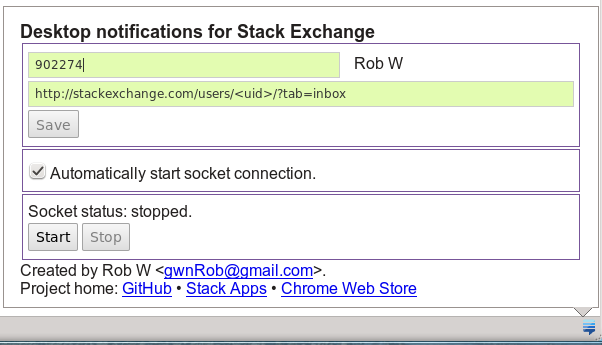 Desktop notifications for Stack Exchange
902274 Rob W
http://stackexchange.com/users/<uid>/?tab=inbox
Save
Automatically start socket connection.
Socket status: stopped.
Start Stop
Created by Rob W <gwnRob@gmail.com>.
Project home: GitHub • Stack Apps • Chrome Web Store